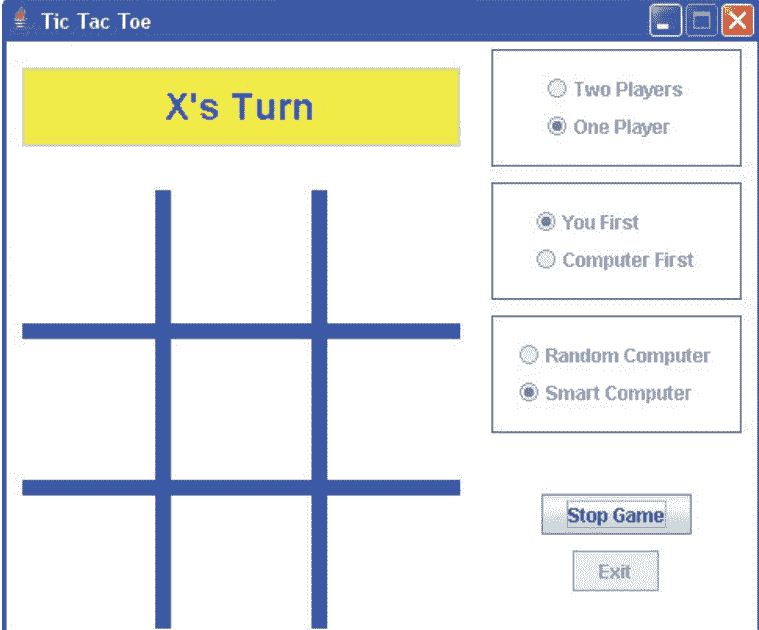 Tic Tac Toe
X's Turn
Two Players
One Player
You First
Computer First
Random Computer
Smart Computer
Stop Game
Exit